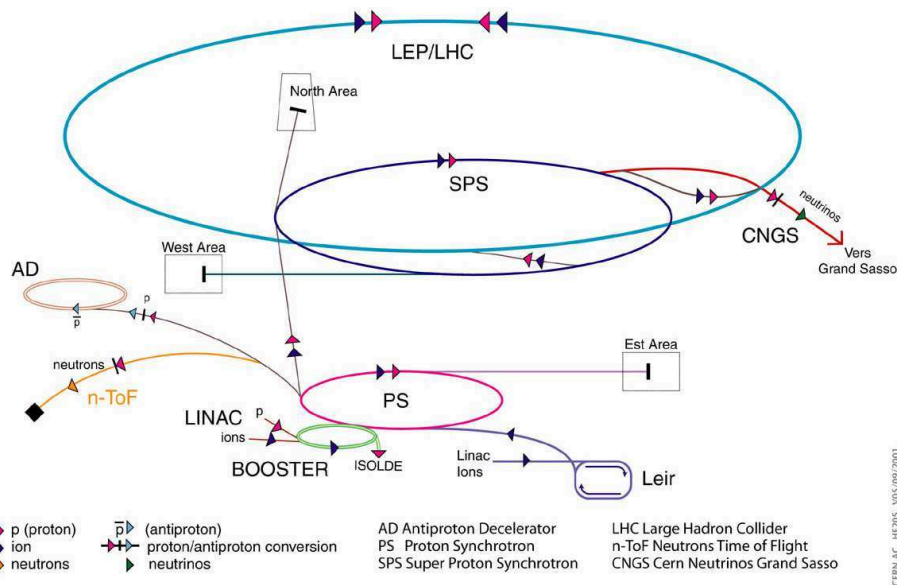 LEP/LHC
North Area
SPS
neutrinos
CNGS
Vers
Grand Sasso
West Area
AD
p
p̅
Est Area
neutrons
n-ToF
PS
LINAC
p
ions
BOOSTER
ISOLDE
Linac
Ions
Leir
p (proton)
ion
neutrons
p̅ (antiproton)
proton/antiproton conversion
neutrinos
AD Antiproton Decelerator
PS Proton Synchrotron
SPS Super Proton Synchrotron
LHC Large Hadron Collider
n-ToF Neutrons Time of Flight
CNGS Cern Neutrinos Grand Sasso